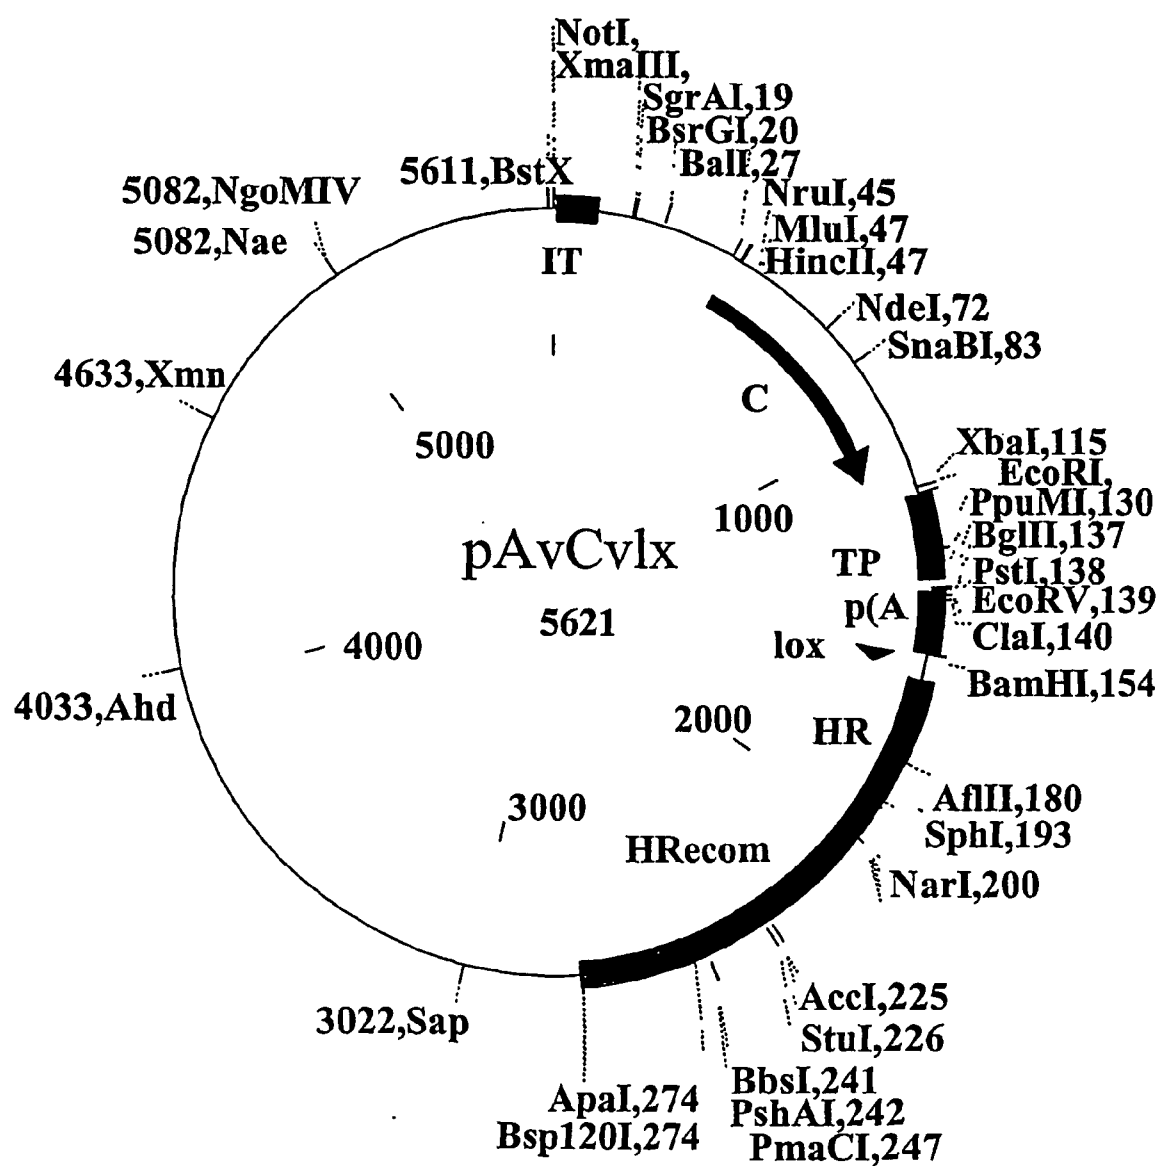 NotI,
XmaIII,
SgrAI,19
BsrGI,20
BalI,27
5611,BstX
NruI,45
5082,NgoMIV
MluI,47
5082,Nae
HincII,47
IT
NdeI,72
SnaBI,83
4633,Xmn
C
5000
XbaI,115
EcoRI,
PpuMI,130
1000
BglII,137
pAvCvlx
TP
PstI,138
EcoRV,139
p(A
5621
ClaI,140
4000
lox
BamHI,154
4033,Ahd
2000
HR
3000
AflII,180
SphI,193
HRecom
NarI,200
AccI,225
3022,Sap
StuI,226
BbsI,241
ApaI,274
PshAI,242
Bsp120I,274
PmaCI,247